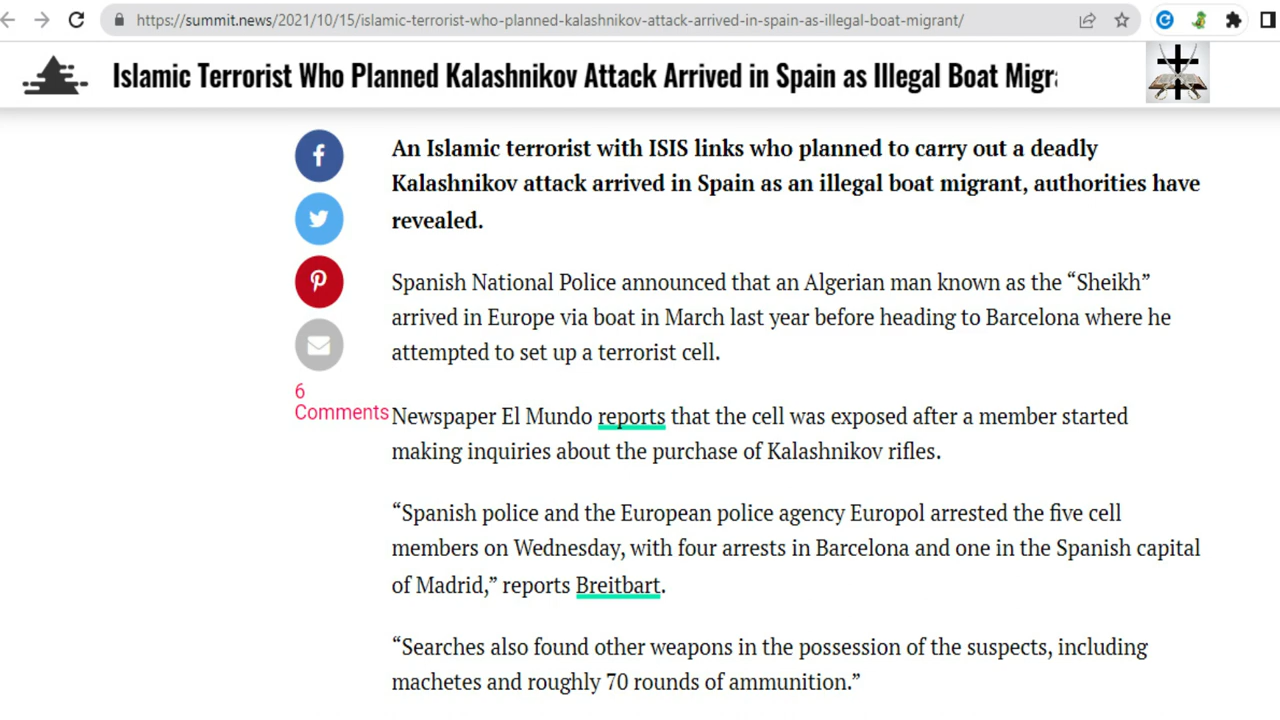 https://summit.news/2021/10/15/islamic-terrorist-who-planned-kalashnikov-attack-arrived-in-spain-as-illegal-boat-migrant/
Islamic Terrorist Who Planned Kalashnikov Attack Arrived in Spain as Illegal Boat Migra
An Islamic terrorist with ISIS links who planned to carry out a deadly
Kalashnikov attack arrived in Spain as an illegal boat migrant, authorities have
revealed.
Spanish National Police announced that an Algerian man known as the “Sheikh”
arrived in Europe via boat in March last year before heading to Barcelona where he
attempted to set up a terrorist cell.
6
Comments
Newspaper El Mundo reports that the cell was exposed after a member started
making inquiries about the purchase of Kalashnikov rifles.
“Spanish police and the European police agency Europol arrested the five cell
members on Wednesday, with four arrests in Barcelona and one in the Spanish capital
of Madrid,” reports Breitbart.
“Searches also found other weapons in the possession of the suspects, including
machetes and roughly 70 rounds of ammunition.”